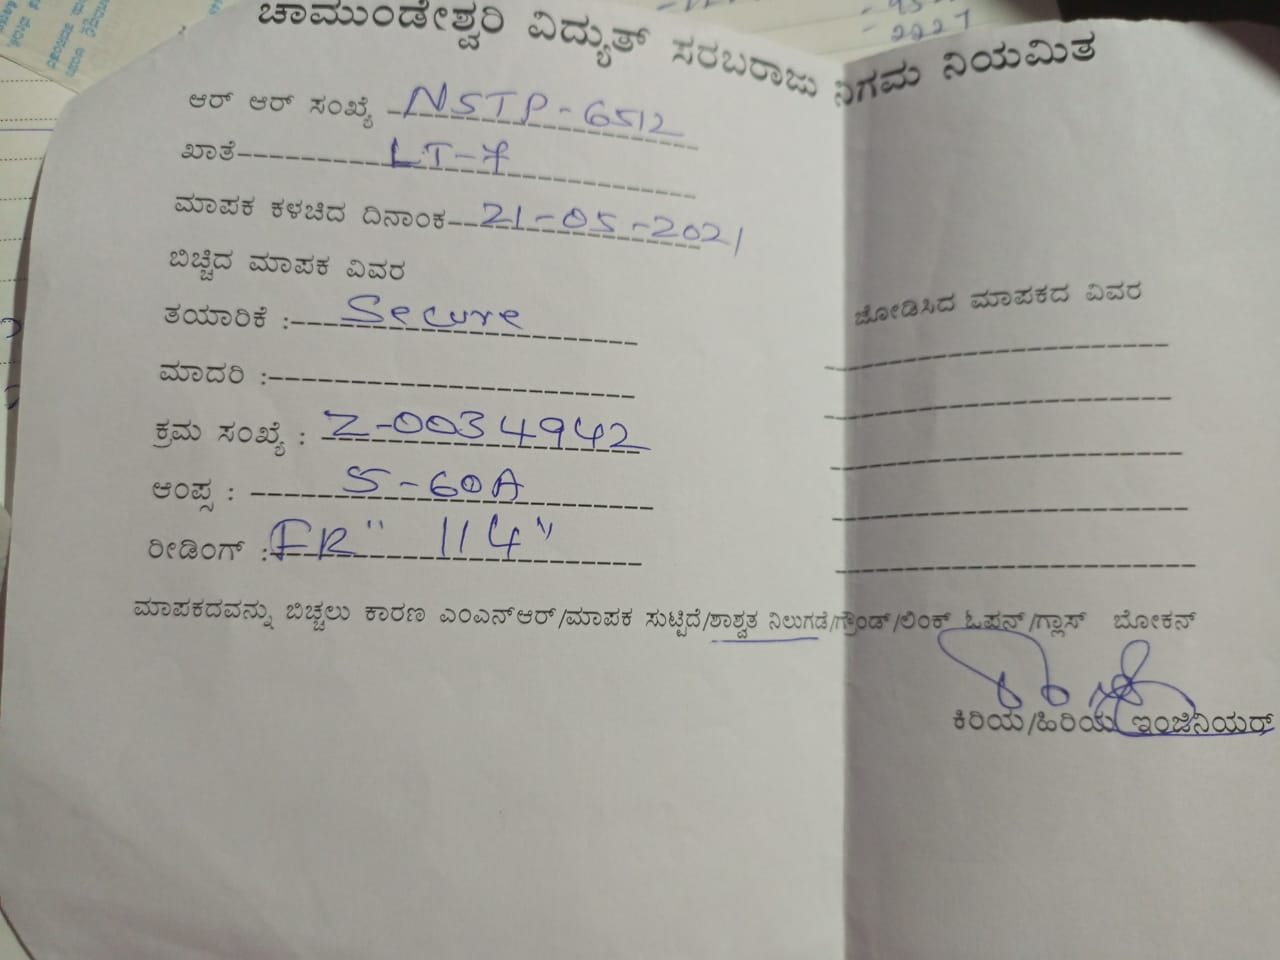 ಚಾಮುಂಡೇಶ್ವರಿ ವಿದ್ಯುತ್ ಸರಬರಾಜು ನಿಗಮ ನಿಯಮಿತ
ಆರ್ ಆರ್ ಸಂಖ್ಯೆ NSTP-6512
ಖಾತೆ LT-7
ಮಾಪಕ ಕಳಚಿದ ದಿನಾಂಕ 21-05-2021
ಬಿಚ್ಚಿದ ಮಾಪಕ ವಿವರ
ಜೋಡಿಸಿದ ಮಾಪಕದ ವಿವರ
ತಯಾರಿಕೆ : Secure
ಮಾದರಿ :
ಕ್ರಮ ಸಂಖ್ಯೆ : Z-0034942
ಆಂಪ್ಸ : 5-60A
ರೀಡಿಂಗ್ : FR "114"
ಮಾಪಕದವನ್ನು ಬಿಚ್ಚಲು ಕಾರಣ ಎಂಎನ್ಆರ್/ಮಾಪಕ ಸುಟ್ಟಿದೆ/ಶಾಶ್ವತ ನಿಲುಗಡೆ/ಗ್ರೌಂಡ್/ಲಿಂಕ್ ಓಪನ್/ಗ್ಲಾಸ್ ಬೋಕನ್
ಕಿರಿಯ/ಹಿರಿಯ ಇಂಜಿನಿಯರ್